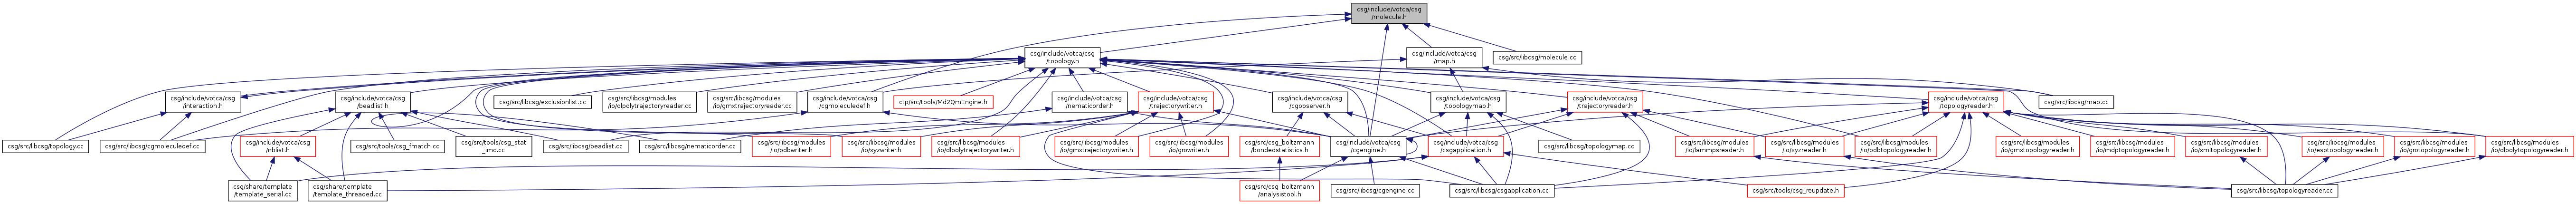 csg/include/votca/csg
/molecule.h
csg/include/votca/csg
/topology.h
csg/include/votca/csg
/map.h
csg/src/libcsg/molecule.cc
csg/include/votca/csg
/interaction.h
csg/include/votca/csg
/beadlist.h
csg/src/libcsg/exclusionlist.cc
csg/src/libcsg/modules
/io/dlpolytrajectoryreader.cc
csg/src/libcsg/modules
/io/gmxtrajectoryreader.cc
csg/include/votca/csg
/cgmoleculedef.h
ctp/src/tools/Md2QmEngine.h
csg/include/votca/csg
/nematicorder.h
csg/include/votca/csg
/trajectorywriter.h
csg/include/votca/csg
/cgobserver.h
csg/include/votca/csg
/topologymap.h
csg/include/votca/csg
/trajectoryreader.h
csg/include/votca/csg
/topologyreader.h
csg/src/libcsg/map.cc
csg/src/libcsg/topology.cc
csg/src/libcsg/cgmoleculedef.cc
csg/include/votca/csg
/nblist.h
csg/src/tools/csg_fmatch.cc
csg/src/tools/csg_stat
_imc.cc
csg/src/libcsg/beadlist.cc
csg/src/libcsg/nematicorder.cc
csg/src/libcsg/modules
/io/pdbwriter.h
csg/src/libcsg/modules
/io/xyzwriter.h
csg/src/libcsg/modules
/io/dlpolytrajectorywriter.h
csg/src/libcsg/modules
/io/gmxtrajectorywriter.h
csg/src/libcsg/modules
/io/growriter.h
csg/src/csg_boltzmann
/bondedstatistics.h
csg/include/votca/csg
/cgengine.h
csg/include/votca/csg
/csgapplication.h
csg/src/libcsg/topologymap.cc
csg/src/libcsg/modules
/io/lammpsreader.h
csg/src/libcsg/modules
/io/xyzreader.h
csg/src/libcsg/modules
/io/pdbtopologyreader.h
csg/src/libcsg/modules
/io/gmxtopologyreader.h
csg/src/libcsg/modules
/io/mdptopologyreader.h
csg/src/libcsg/modules
/io/xmltopologyreader.h
csg/src/libcsg/modules
/io/esptopologyreader.h
csg/src/libcsg/modules
/io/grotopologyreader.h
csg/src/libcsg/modules
/io/dlpolytopologyreader.h
csg/share/template
/template_serial.cc
csg/share/template
/template_threaded.cc
csg/src/csg_boltzmann
/analysistool.h
csg/src/libcsg/cgengine.cc
csg/src/libcsg/csgapplication.cc
csg/src/tools/csg_reupdate.h
csg/src/libcsg/topologyreader.cc